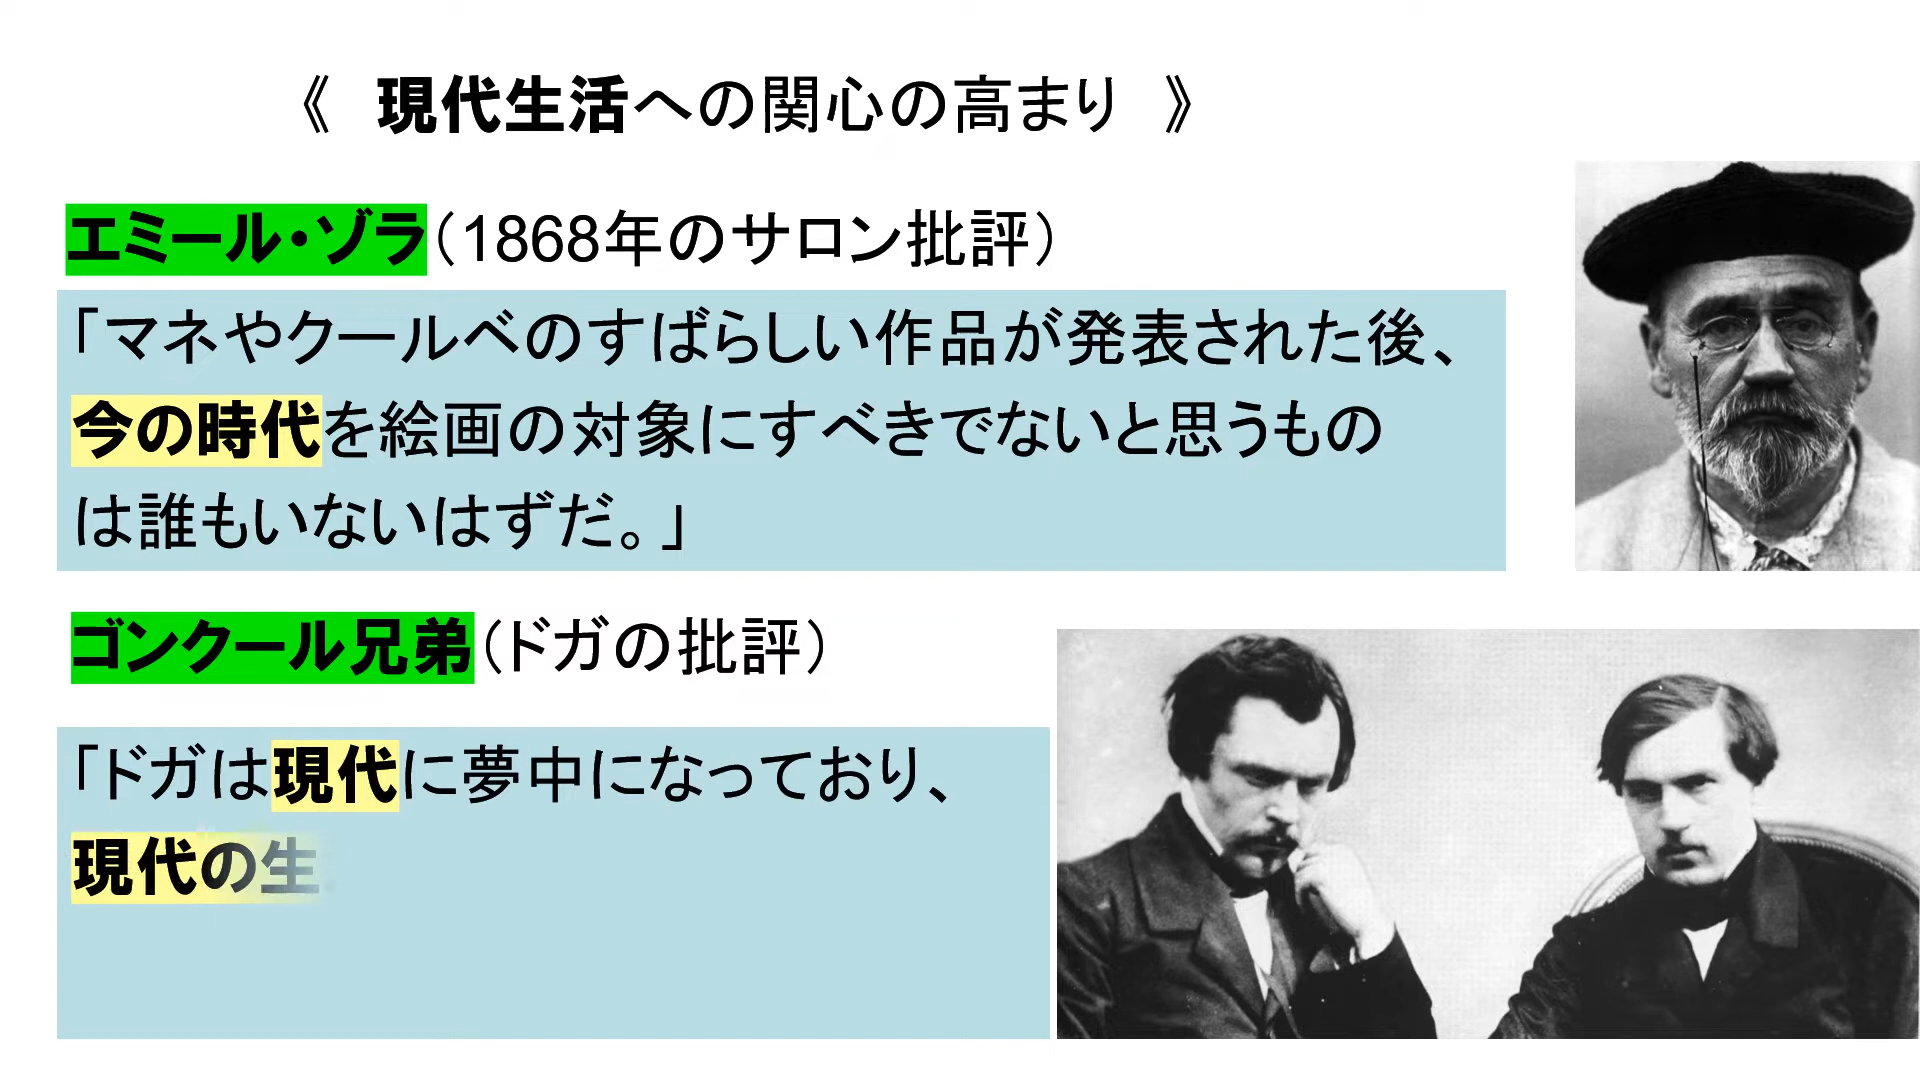 《　現代生活への関心の高まり　》
エミール・ゾラ（1868年のサロン批評）
「マネやクールベのすばらしい作品が発表された後、
今の時代を絵画の対象にすべきでないと思うもの
は誰もいないはずだ。」
ゴンクール兄弟（ドガの批評）
「ドガは現代に夢中になっており、
現代の生